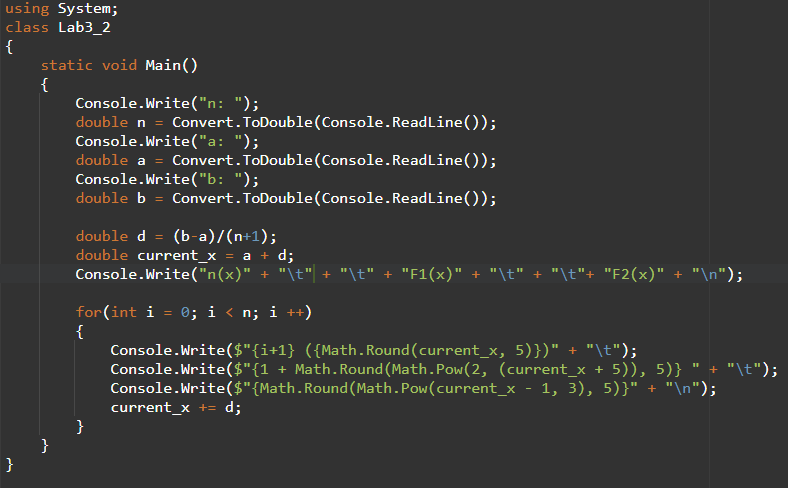 using System;
class Lab3_2
{
    static void Main()
    {
        Console.Write("n: ");
        double n = Convert.ToDouble(Console.ReadLine());
        Console.Write("a: ");
        double a = Convert.ToDouble(Console.ReadLine());
        Console.Write("b: ");
        double b = Convert.ToDouble(Console.ReadLine());

        double d = (b-a)/(n+1);
        double current_x = a + d;
        Console.Write("n(x)" + "\t" + "\t" + "F1(x)" + "\t" + "\t"+ "F2(x)" + "\n");

        for(int i = 0; i < n; i ++)
        {
            Console.Write($"{i+1} ({Math.Round(current_x, 5)})" + "\t");
            Console.Write($"{1 + Math.Round(Math.Pow(2, (current_x + 5)), 5)} " + "\t");
            Console.Write($"{Math.Round(Math.Pow(current_x - 1, 3), 5)}" + "\n");
            current_x += d;
        }
    }
}